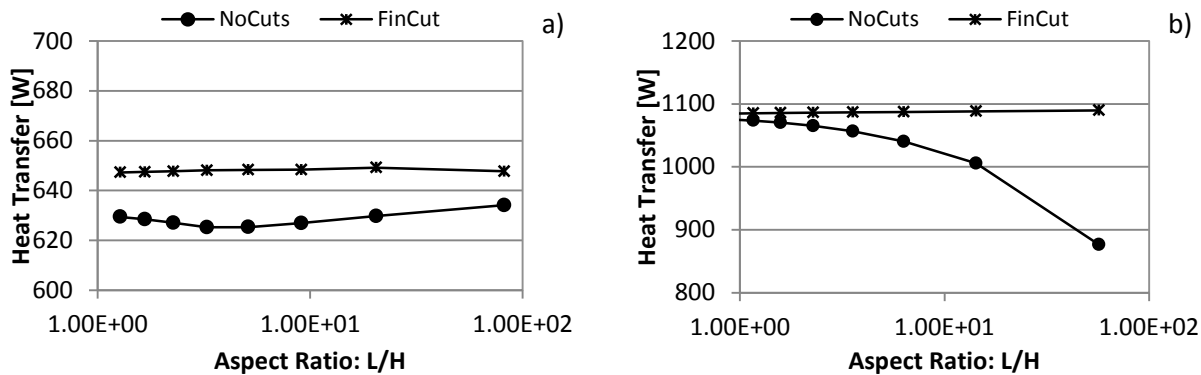 NoCuts FinCut
a)
700
680
660
640
620
600
Heat Transfer [W]
1.00E+00 1.00E+01 1.00E+02
Aspect Ratio: L/H
NoCuts FinCut
b)
1200
1100
1000
900
800
Heat Transfer [W]
1.00E+00 1.00E+01 1.00E+02
Aspect Ratio: L/H